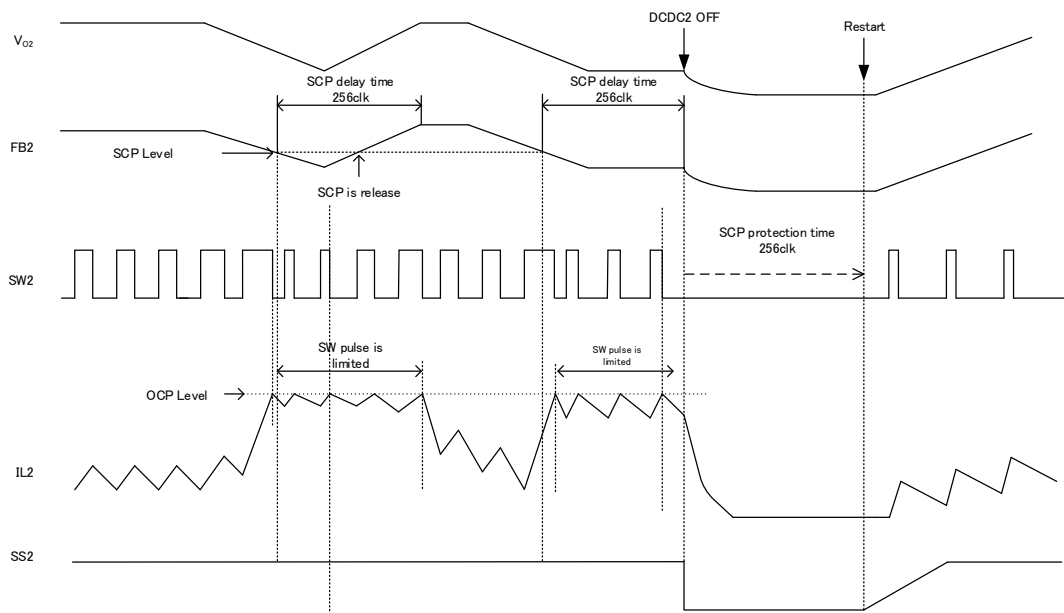 DCDC2 OFF
Restart
VO2
SCP delay time
256clk
SCP delay time
256clk
FB2
SCP Level
SCP is release
SCP protection time
256clk
SW2
SW pulse is
limited
SW pulse is
limited
OCP Level
IL2
SS2